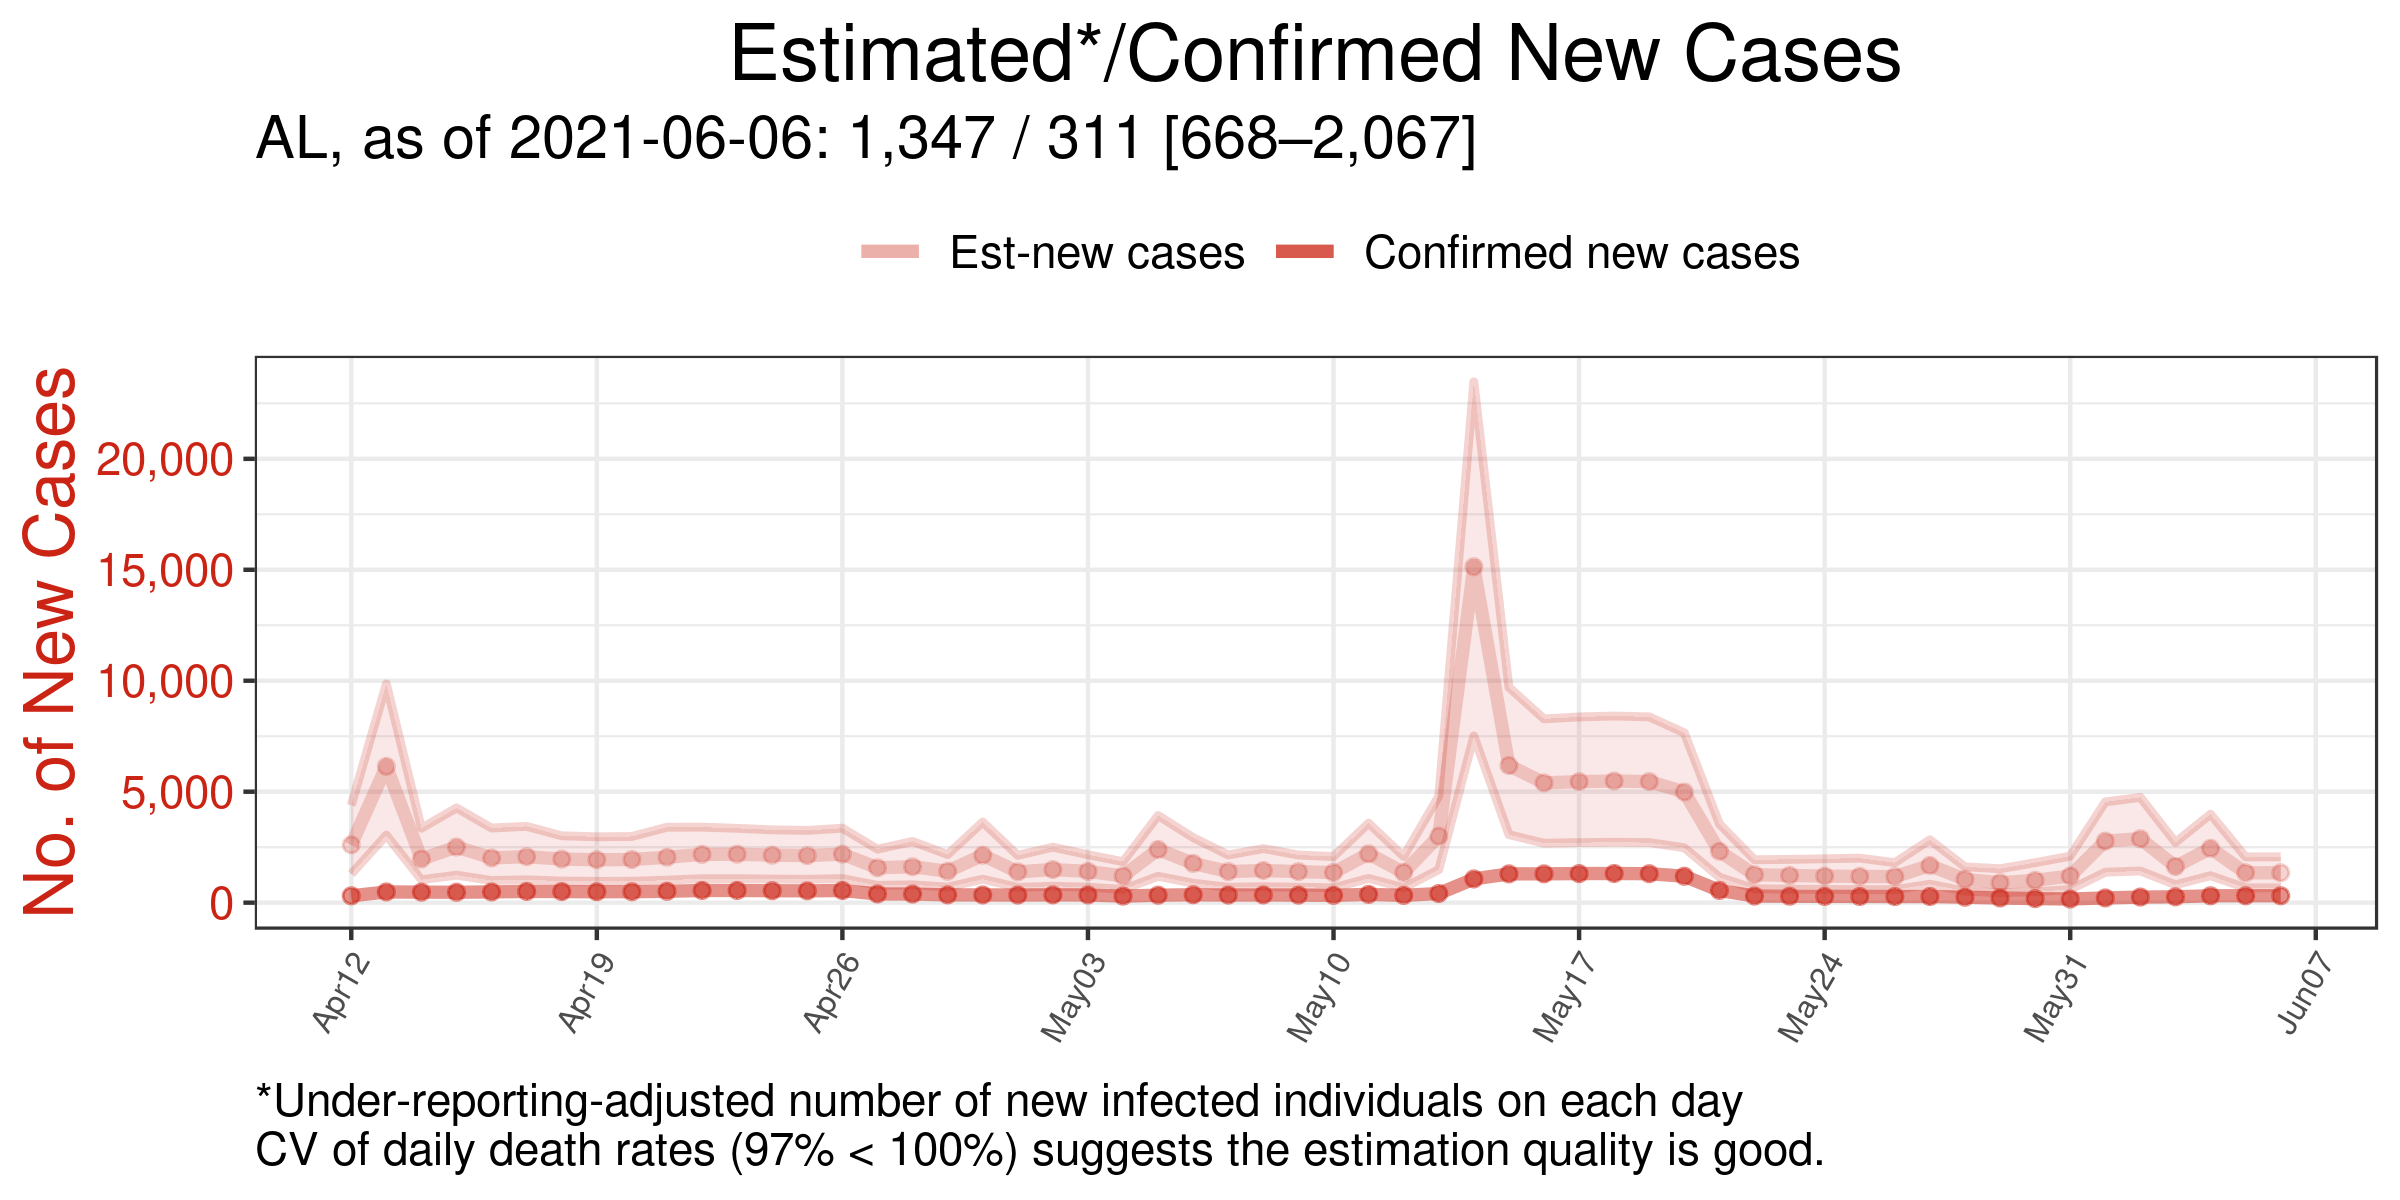 Estimated*/Confirmed New Cases
AL, as of 2021-06-06: 1,347 / 311 [668–2,067]
Est-new cases
Confirmed new cases
No. of New Cases
20,000
15,000
10,000
5,000
0
Apr12
Apr19
Apr26
May03
May10
May17
May24
May31
Jun07
*Under-reporting-adjusted number of new infected individuals on each day
CV of daily death rates (97% < 100%) suggests the estimation quality is good.